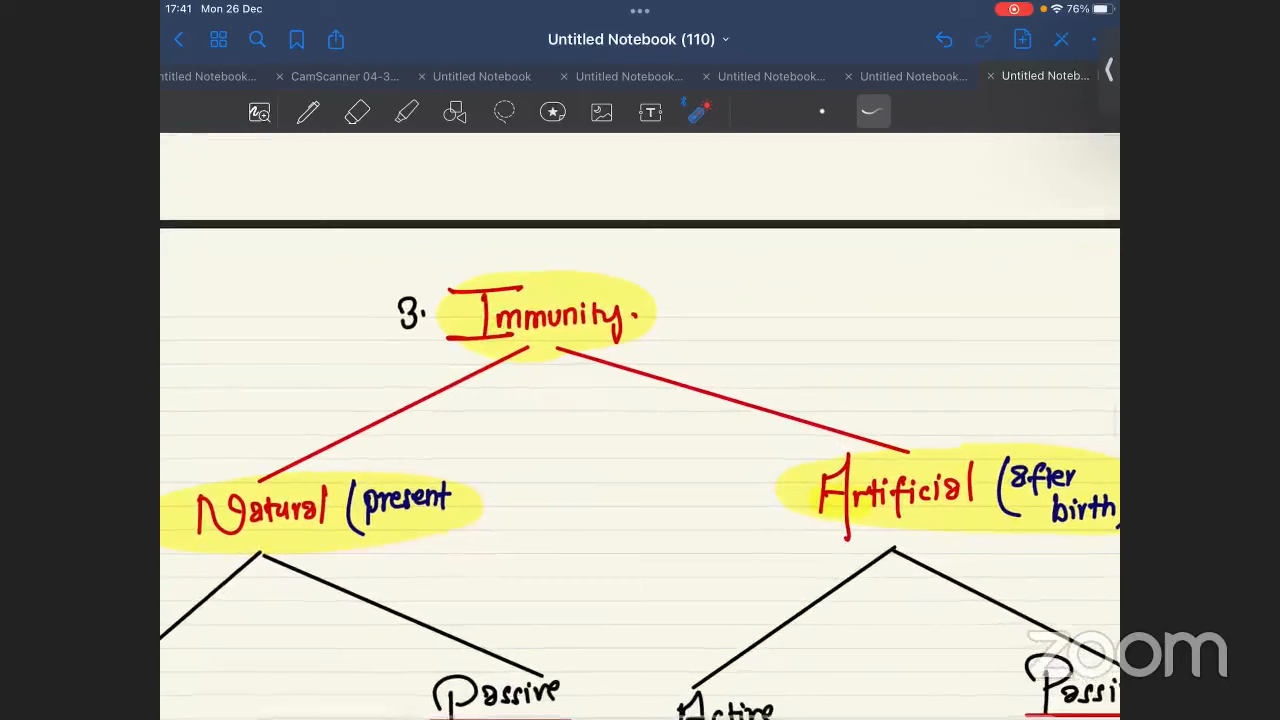 17:41 Mon 26 Dec
76%
Untitled Notebook (110)
ntitled Notebook...
CamScanner 04-3...
Untitled Notebook
Untitled Notebook...
Untitled Notebook...
Untitled Notebook...
Untitled Noteb...
T
3. Immunity.
Natural (present
Artificial (after
birth)
Passive
Active
Passi
zoom